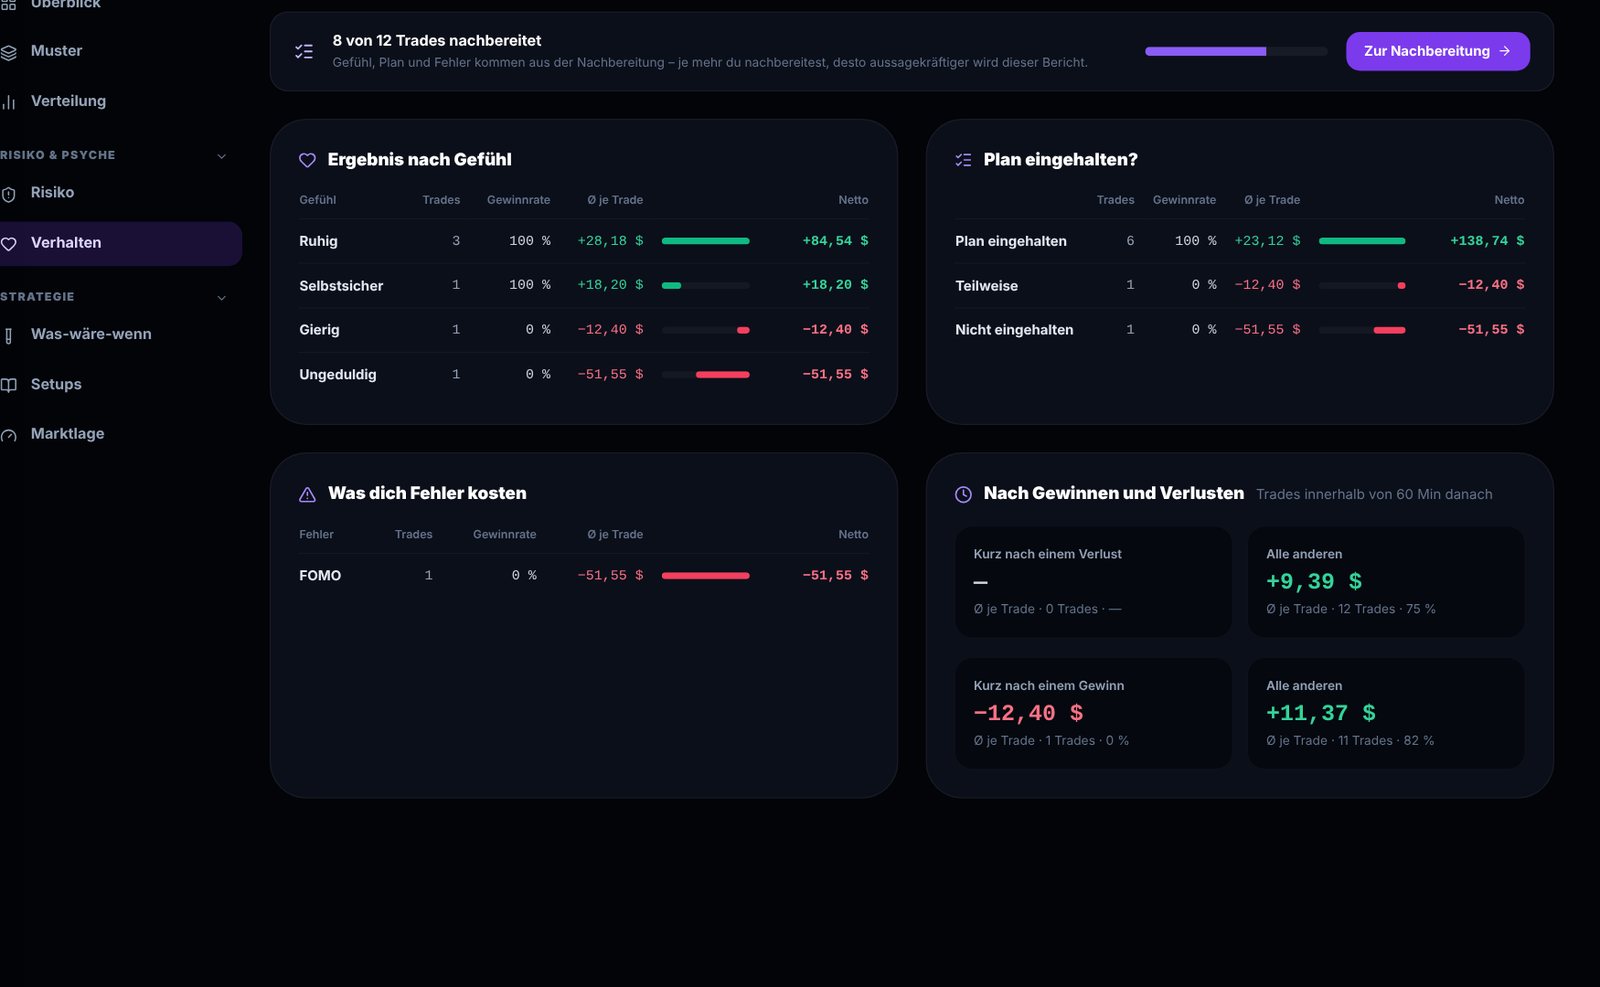 Überblick
Muster
Verteilung
RISIKO & PSYCHE
Risiko
Verhalten
STRATEGIE
Was-wäre-wenn
Setups
Marktlage
8 von 12 Trades nachbereitet
Gefühl, Plan und Fehler kommen aus der Nachbereitung – je mehr du nachbereitest, desto aussagekräftiger wird dieser Bericht.
Zur Nachbereitung →
Ergebnis nach Gefühl
Gefühl Trades Gewinnrate Ø je Trade Netto
Ruhig 3 100 % +28,18 $ +84,54 $
Selbstsicher 1 100 % +18,20 $ +18,20 $
Gierig 1 0 % −12,40 $ −12,40 $
Ungeduldig 1 0 % −51,55 $ −51,55 $
Plan eingehalten?
Trades Gewinnrate Ø je Trade Netto
Plan eingehalten 6 100 % +23,12 $ +138,74 $
Teilweise 1 0 % −12,40 $ −12,40 $
Nicht eingehalten 1 0 % −51,55 $ −51,55 $
Was dich Fehler kosten
Fehler Trades Gewinnrate Ø je Trade Netto
FOMO 1 0 % −51,55 $ −51,55 $
Nach Gewinnen und Verlusten Trades innerhalb von 60 Min danach
Kurz nach einem Verlust
—
Ø je Trade · 0 Trades · —
Alle anderen
+9,39 $
Ø je Trade · 12 Trades · 75 %
Kurz nach einem Gewinn
−12,40 $
Ø je Trade · 1 Trades · 0 %
Alle anderen
+11,37 $
Ø je Trade · 11 Trades · 82 %